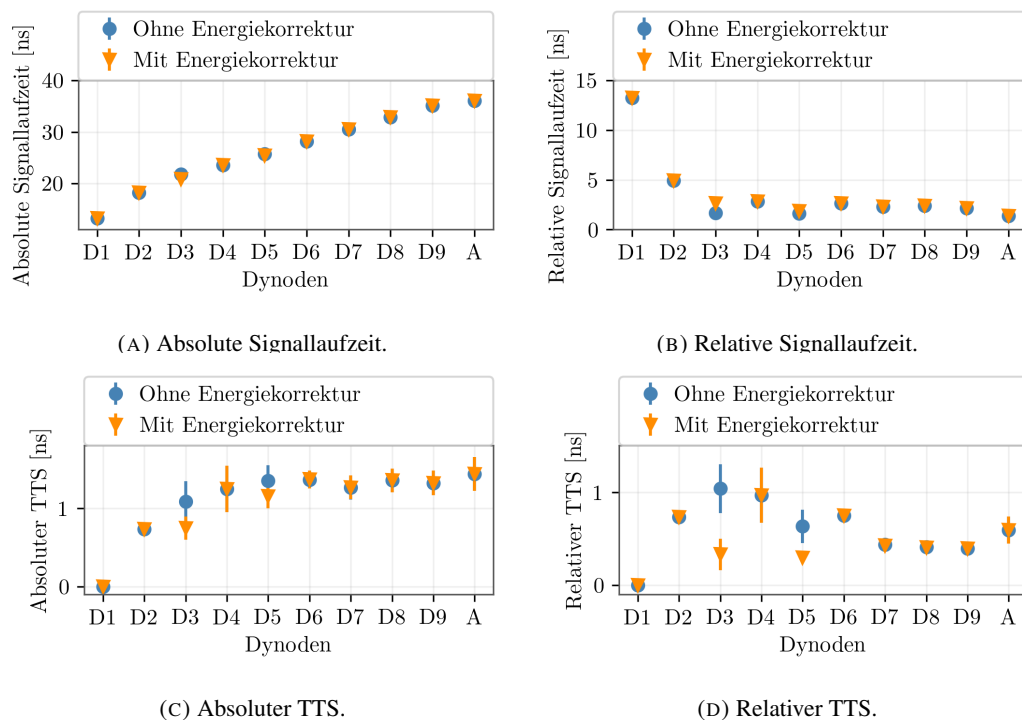 Ohne Energiekorrektur
Mit Energiekorrektur
Absolute Signallaufzeit [ns]
40
30
20
D1 D2 D3 D4 D5 D6 D7 D8 D9 A
Dynoden
(A) Absolute Signallaufzeit.
Ohne Energiekorrektur
Mit Energiekorrektur
Relative Signallaufzeit [ns]
15
10
5
0
D1 D2 D3 D4 D5 D6 D7 D8 D9 A
Dynoden
(B) Relative Signallaufzeit.
Ohne Energiekorrektur
Mit Energiekorrektur
Absoluter TTS [ns]
1
0
D1 D2 D3 D4 D5 D6 D7 D8 D9 A
Dynoden
(C) Absoluter TTS.
Ohne Energiekorrektur
Mit Energiekorrektur
Relativer TTS [ns]
1
0
D1 D2 D3 D4 D5 D6 D7 D8 D9 A
Dynoden
(D) Relativer TTS.